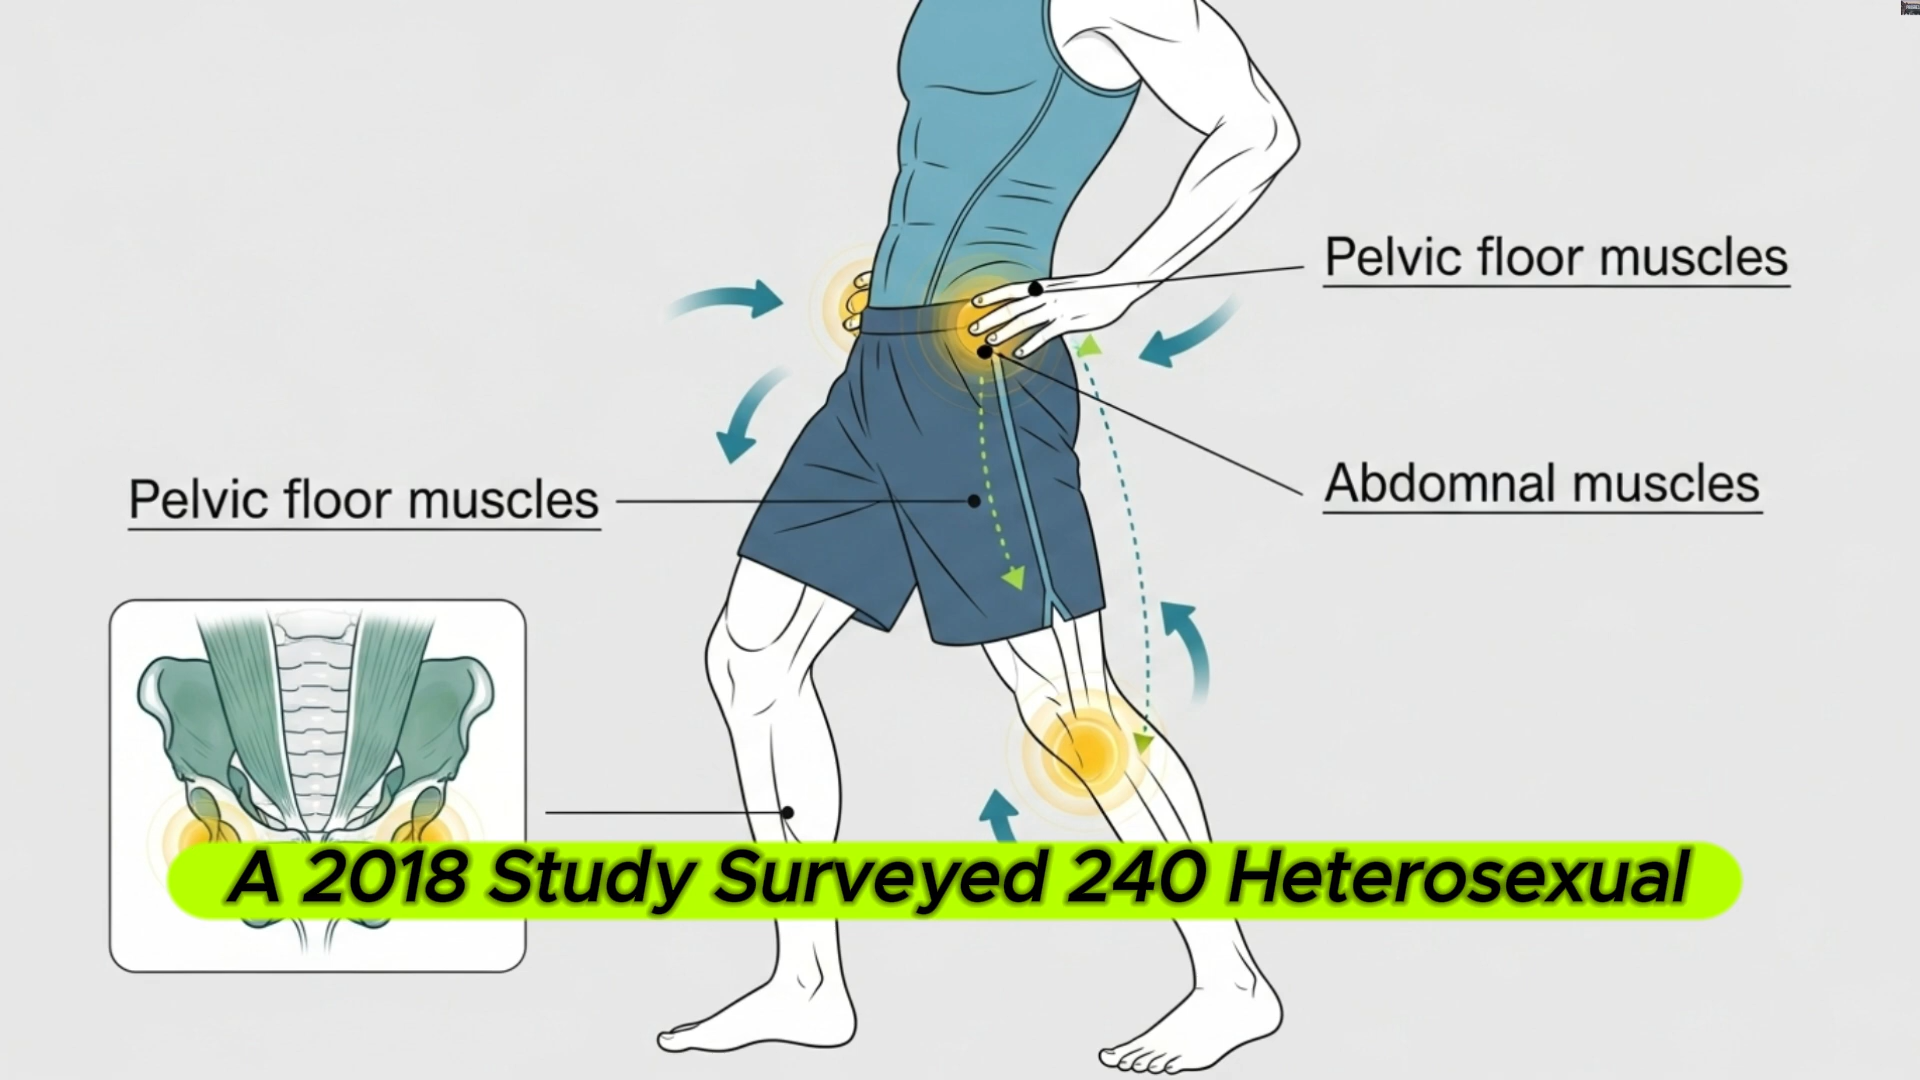 Pelvic floor muscles
Abdomnal muscles
Pelvic floor muscles
A 2018 Study Surveyed 240 Heterosexual